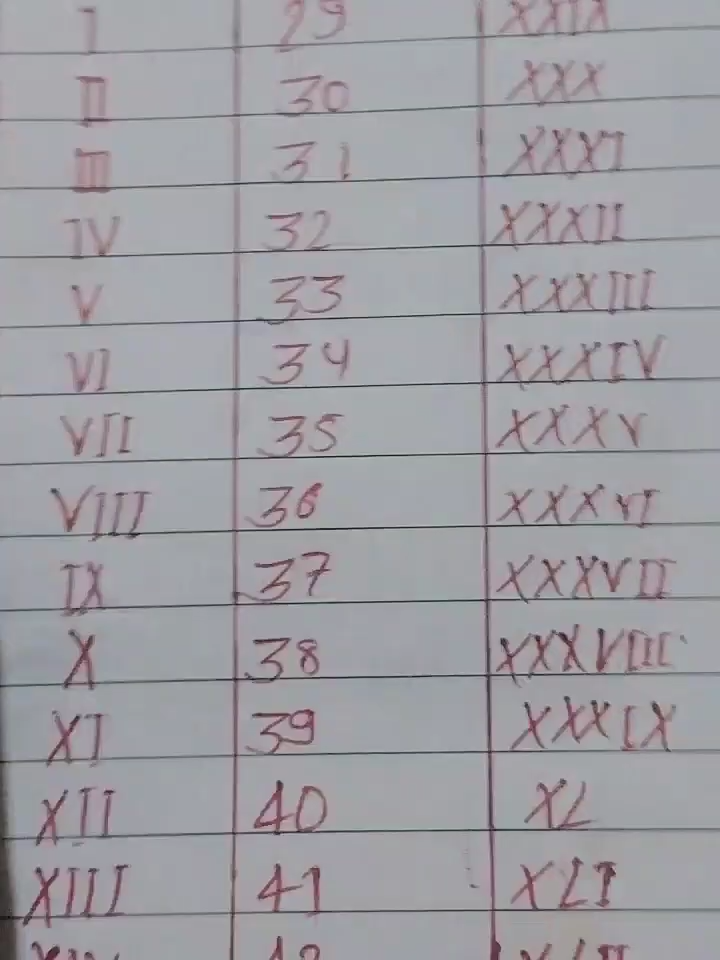 I 29 XXIX
II 30 XXX
III 31 XXXI
IV 32 XXXII
V 33 XXXIII
VI 34 XXXIV
VII 35 XXXV
VIII 36 XXXVI
IX 37 XXXVII
X 38 XXXVIII
XI 39 XXXIX
XII 40 XL
XIII 41 XLI